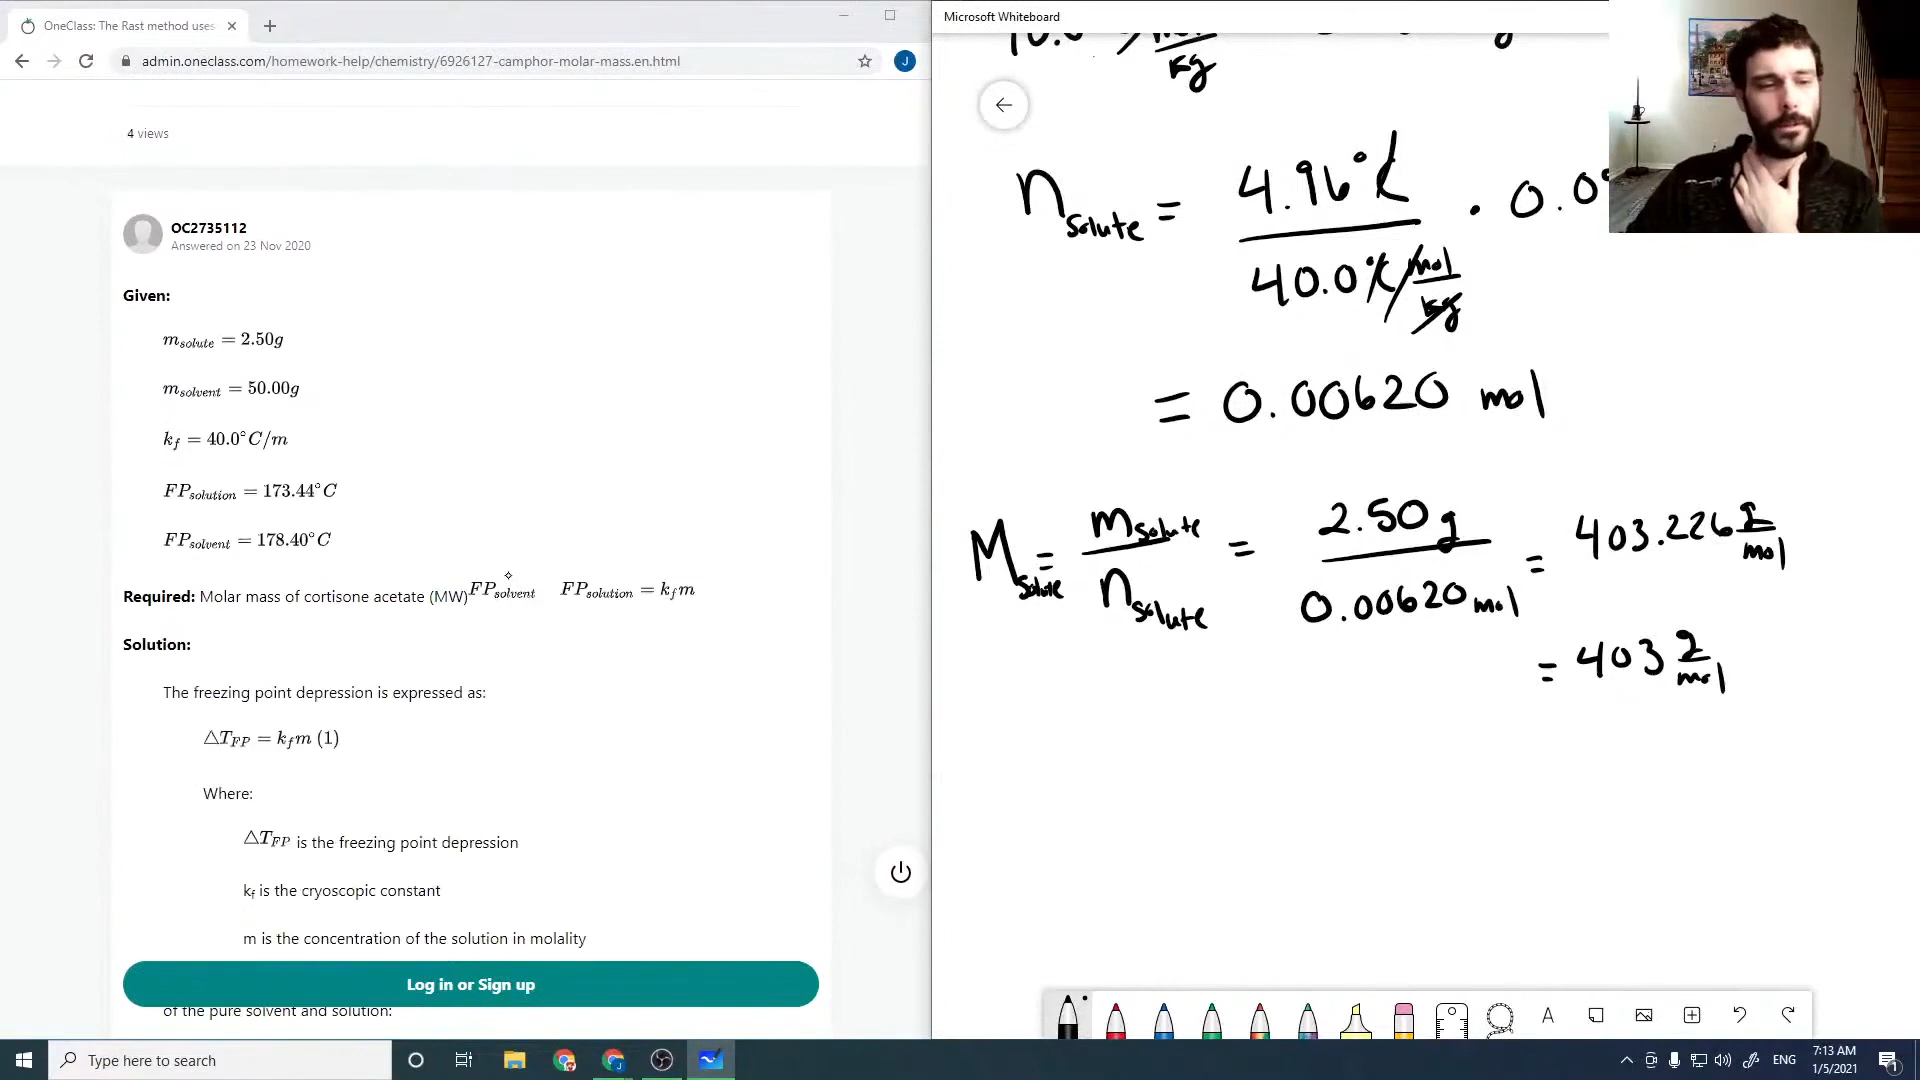 OneClass: The Rast method uses
admin.oneclass.com/homework-help/chemistry/6926127-camphor-molar-mass.en.html
J
4 views
OC2735112
Answered on 23 Nov 2020
Given:
m_solute = 2.50g
m_solvent = 50.00g
k_f = 40.0°C/m
FP_solution = 173.44°C
FP_solvent = 178.40°C
Required: Molar mass of cortisone acetate (MW) FP_solvent FP_solution = k_f m
Solution:
The freezing point depression is expressed as:
△T_FP = k_f m (1)
Where:
△T_FP is the freezing point depression
k_f is the cryoscopic constant
m is the concentration of the solution in molality
Log in or Sign up
of the pure solvent and solution:
Microsoft Whiteboard
kg
n_solute = 4.96°C / 40.0°C/mol/kg · 0.0
= 0.00620 mol
M_solute = m_solute / n_solute = 2.50 g / 0.00620 mol = 403.226 g/mol
= 403 g/mol
A
Type here to search
ENG
7:13 AM
1/5/2021
1